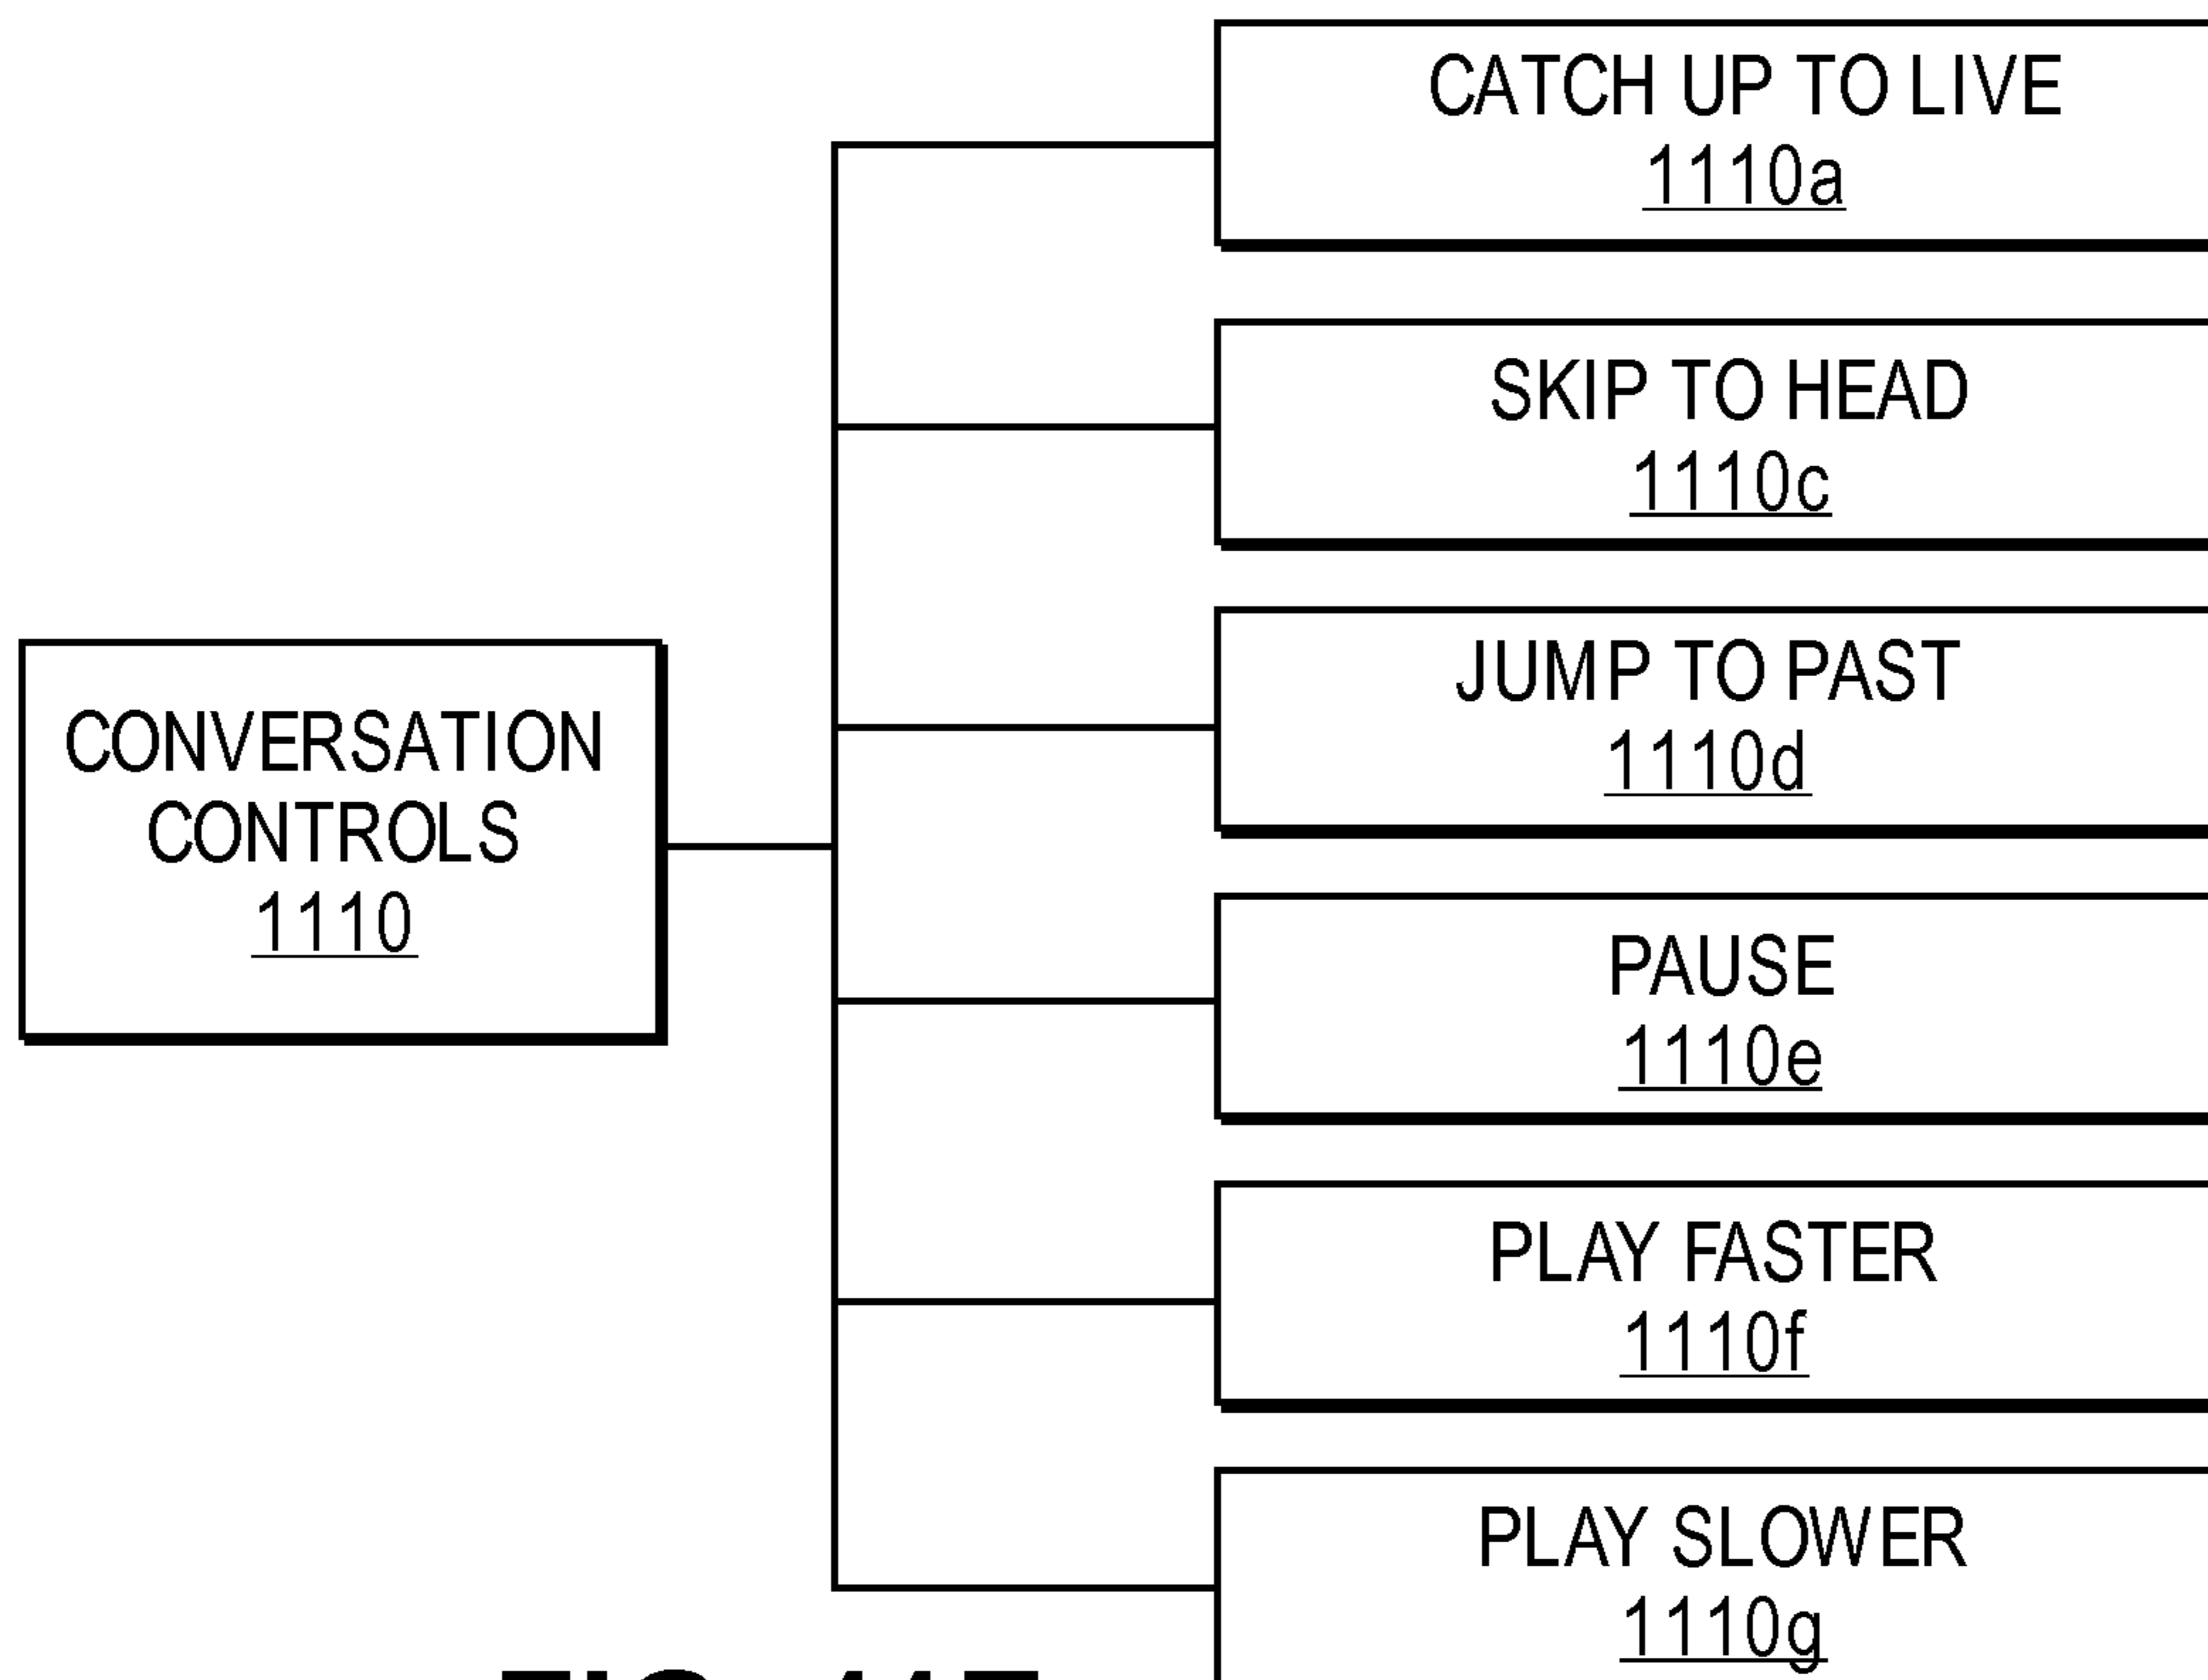 CATCH UP TO LIVE
1110a
SKIP TO HEAD
1110c
JUMP TO PAST
1110d
CONVERSATION
CONTROLS
1110
PAUSE
1110e
PLAY FASTER
1110f
PLAY SLOWER
1110g